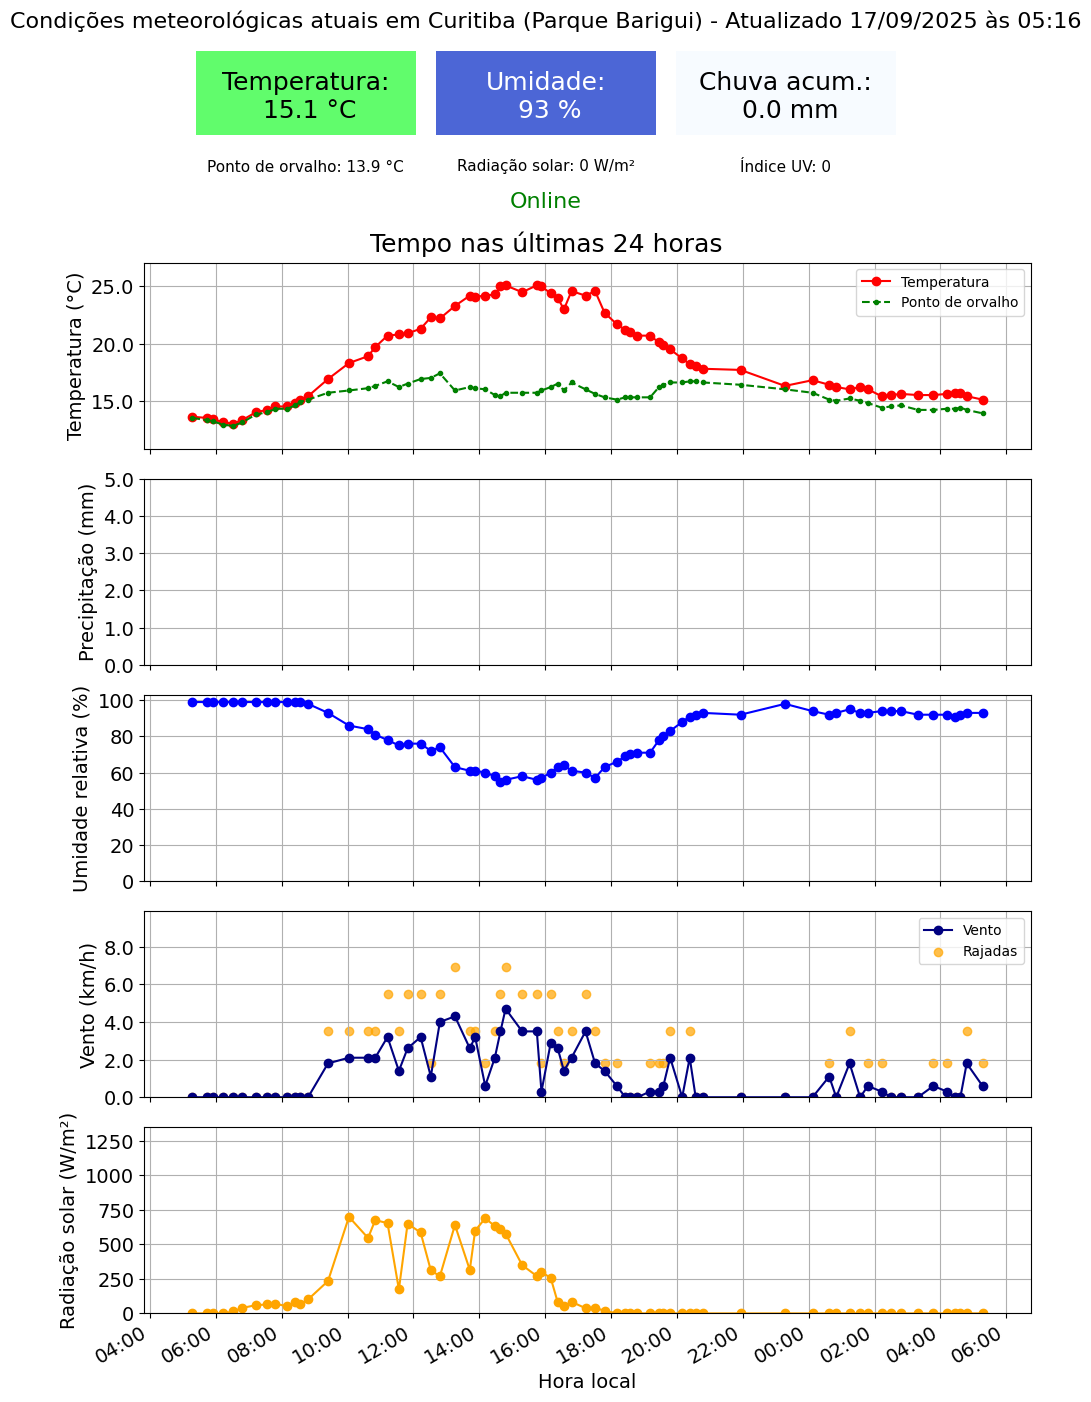 Condições meteorológicas atuais em Curitiba (Parque Barigui) - Atualizado 17/09/2025 às 05:16
Temperatura:
15.1 °C
Umidade:
93 %
Chuva acum.:
0.0 mm
Ponto de orvalho: 13.9 °C
Radiação solar: 0 W/m²
Índice UV: 0
Online
Tempo nas últimas 24 horas
Temperatura (°C)
25.0
20.0
15.0
Temperatura
Ponto de orvalho
Precipitação (mm)
5.0
4.0
3.0
2.0
1.0
0.0
Umidade relativa (%)
100
80
60
40
20
0
Vento (km/h)
8.0
6.0
4.0
2.0
0.0
Vento
Rajadas
Radiação solar (W/m²)
1250
1000
750
500
250
0
04:00
06:00
08:00
10:00
12:00
14:00
16:00
18:00
20:00
22:00
00:00
02:00
04:00
06:00
Hora local